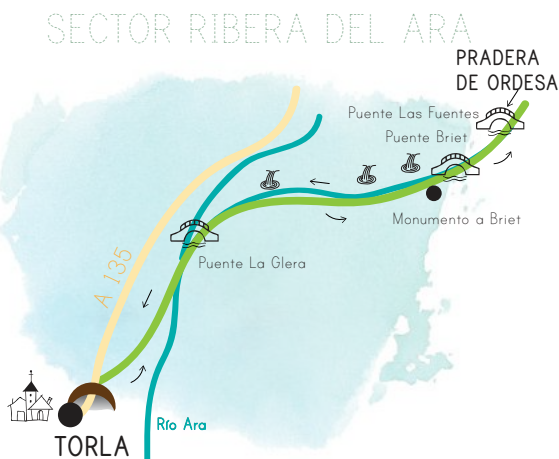 SECTOR RIBERA DEL ARA
PRADERA
DE ORDESA
Puente Las Fuentes
Puente Briet
Monumento a Briet
Puente La Glera
A 135
Río Ara
TORLA